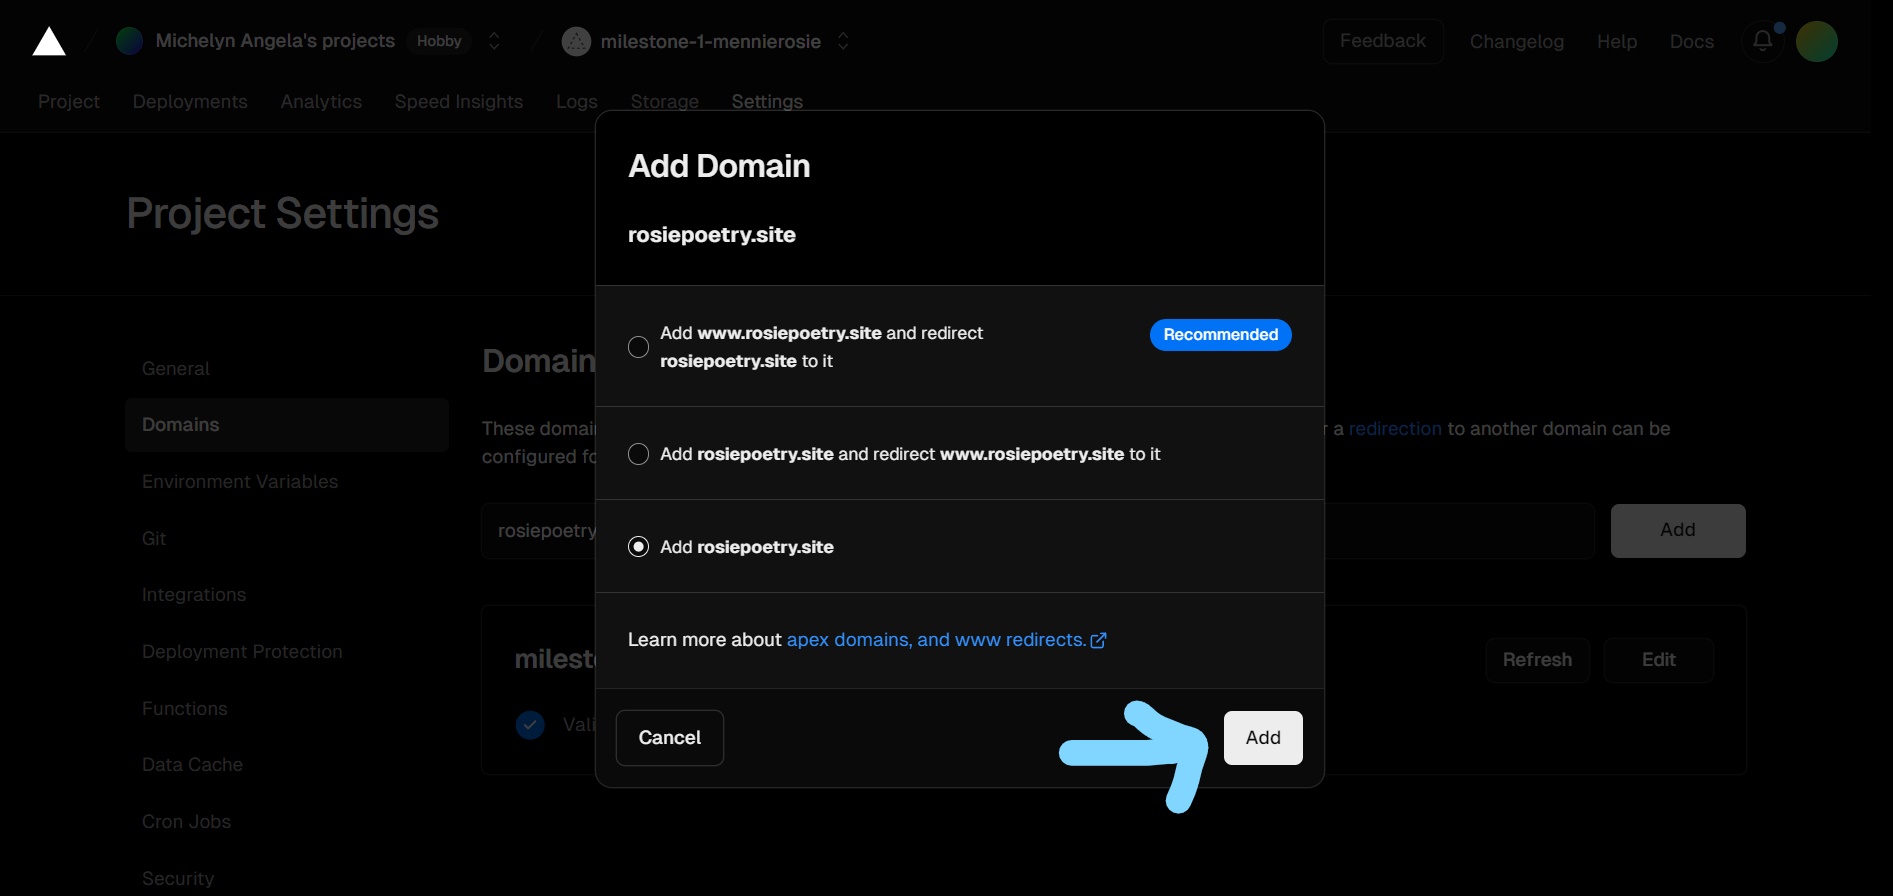 Michelyn Angela's projects Hobby milestone-1-mennierosie Feedback Changelog Help Docs
Project Deployments Analytics Speed Insights Logs Storage Settings
Project Settings
General
Domains
Environment Variables
Git
Integrations
Deployment Protection
Functions
Data Cache
Cron Jobs
Security
Domain
These domai
r a redirection to another domain can be
configured fo
rosiepoetry
Add
milest
Refresh Edit
Vali
Add Domain
rosiepoetry.site
Add www.rosiepoetry.site and redirect
rosiepoetry.site to it
Recommended
Add rosiepoetry.site and redirect www.rosiepoetry.site to it
Add rosiepoetry.site
Learn more about apex domains, and www redirects.
Cancel Add